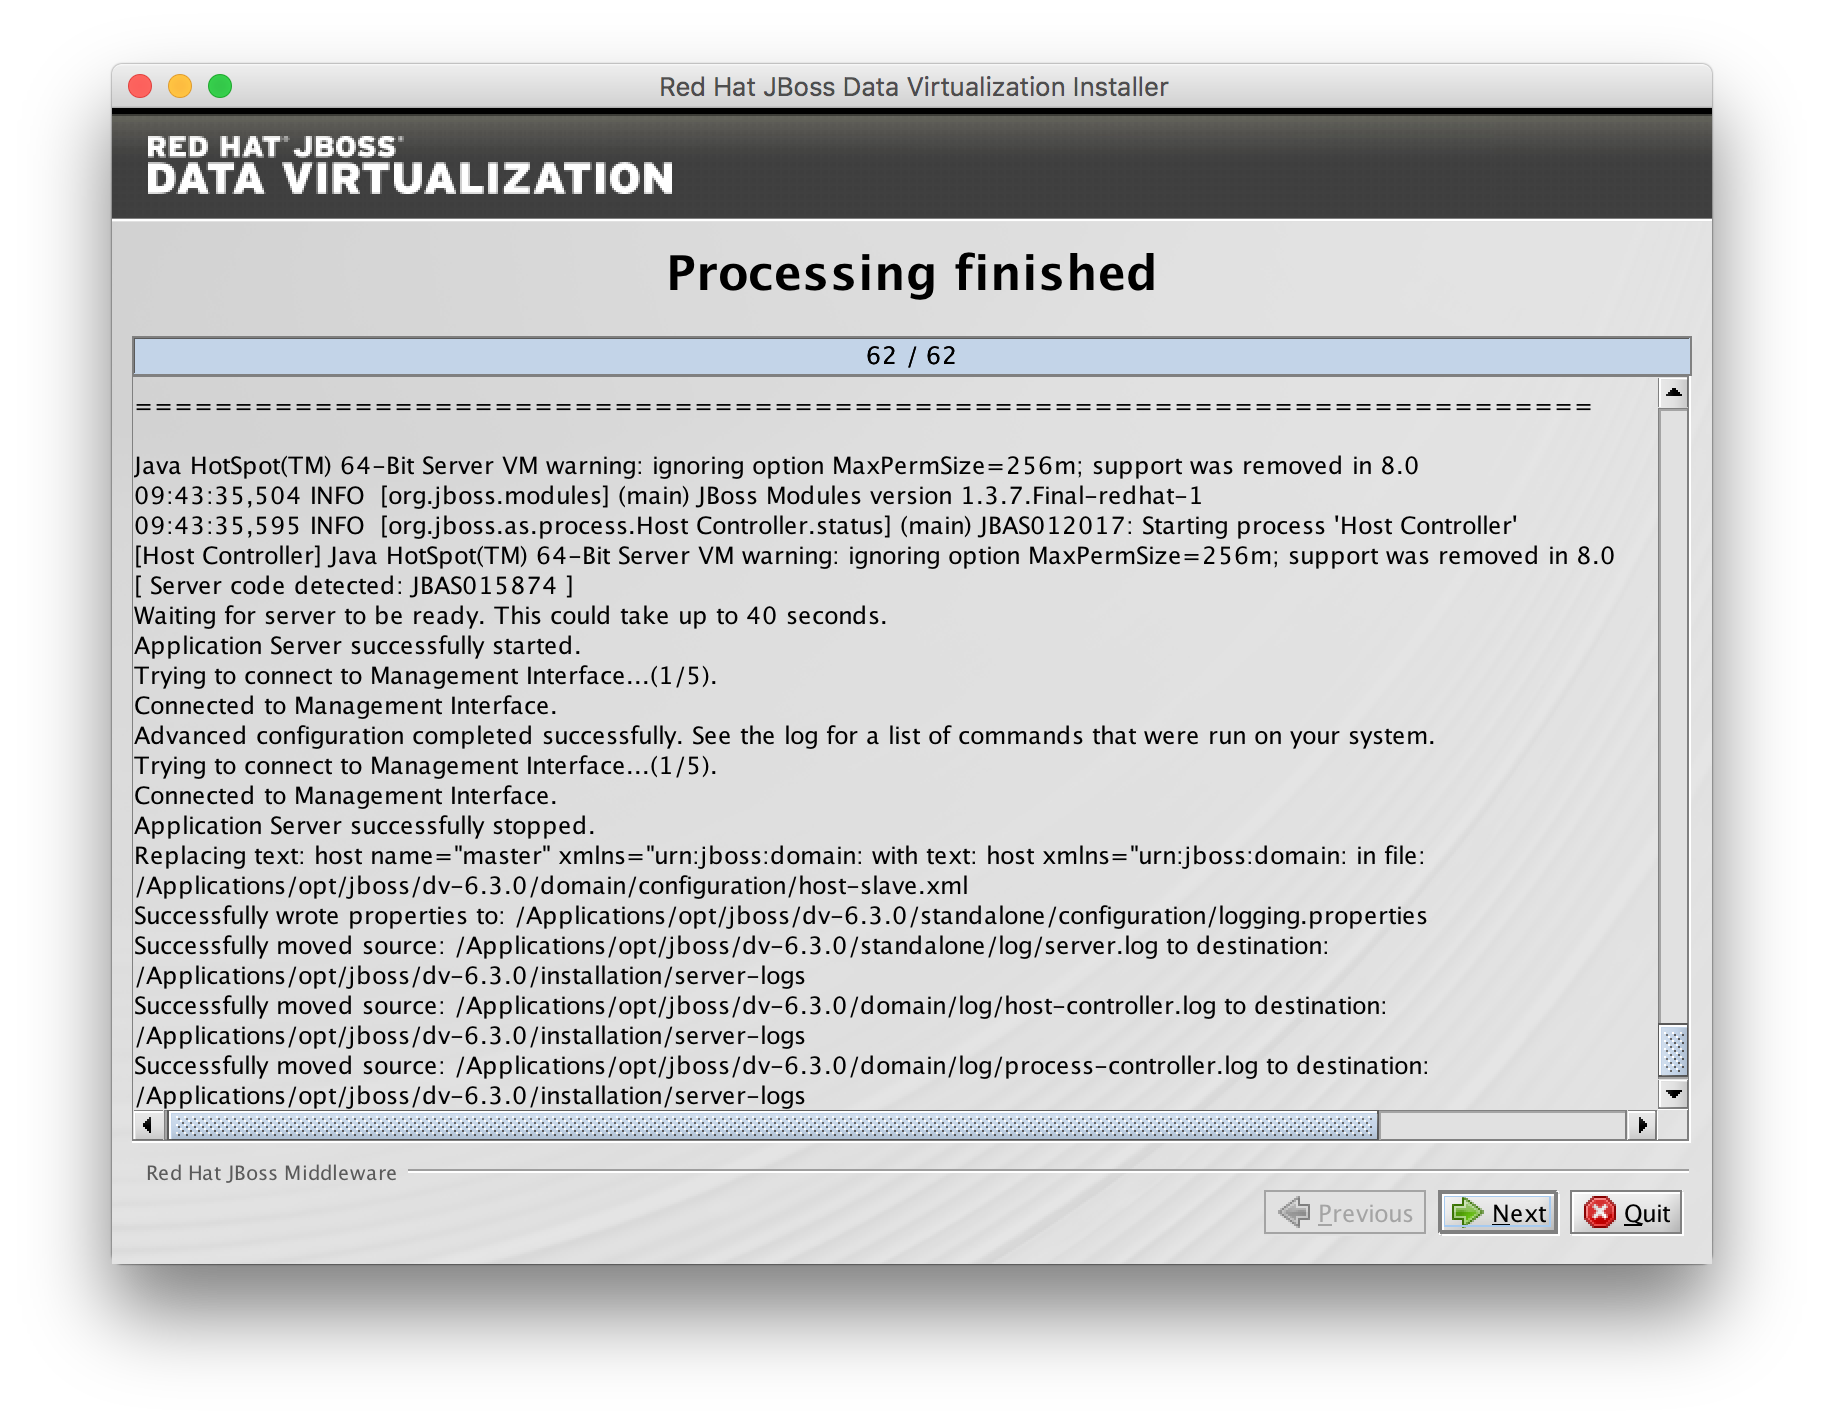 Red Hat JBoss Data Virtualization Installer
RED HAT® JBOSS®
DATA VIRTUALIZATION
Processing finished
62 / 62
=========================================================================
Java HotSpot(TM) 64-Bit Server VM warning: ignoring option MaxPermSize=256m; support was removed in 8.0
09:43:35,504 INFO  [org.jboss.modules] (main) JBoss Modules version 1.3.7.Final-redhat-1
09:43:35,595 INFO  [org.jboss.as.process.Host Controller.status] (main) JBAS012017: Starting process 'Host Controller'
[Host Controller] Java HotSpot(TM) 64-Bit Server VM warning: ignoring option MaxPermSize=256m; support was removed in 8.0
[ Server code detected: JBAS015874 ]
Waiting for server to be ready. This could take up to 40 seconds.
Application Server successfully started.
Trying to connect to Management Interface...(1/5).
Connected to Management Interface.
Advanced configuration completed successfully. See the log for a list of commands that were run on your system.
Trying to connect to Management Interface...(1/5).
Connected to Management Interface.
Application Server successfully stopped.
Replacing text: host name="master" xmlns="urn:jboss:domain: with text: host xmlns="urn:jboss:domain: in file:
/Applications/opt/jboss/dv-6.3.0/domain/configuration/host-slave.xml
Successfully wrote properties to: /Applications/opt/jboss/dv-6.3.0/standalone/configuration/logging.properties
Successfully moved source: /Applications/opt/jboss/dv-6.3.0/standalone/log/server.log to destination:
/Applications/opt/jboss/dv-6.3.0/installation/server-logs
Successfully moved source: /Applications/opt/jboss/dv-6.3.0/domain/log/host-controller.log to destination:
/Applications/opt/jboss/dv-6.3.0/installation/server-logs
Successfully moved source: /Applications/opt/jboss/dv-6.3.0/domain/log/process-controller.log to destination:
/Applications/opt/jboss/dv-6.3.0/installation/server-logs
Red Hat JBoss Middleware
Previous
Next
Quit